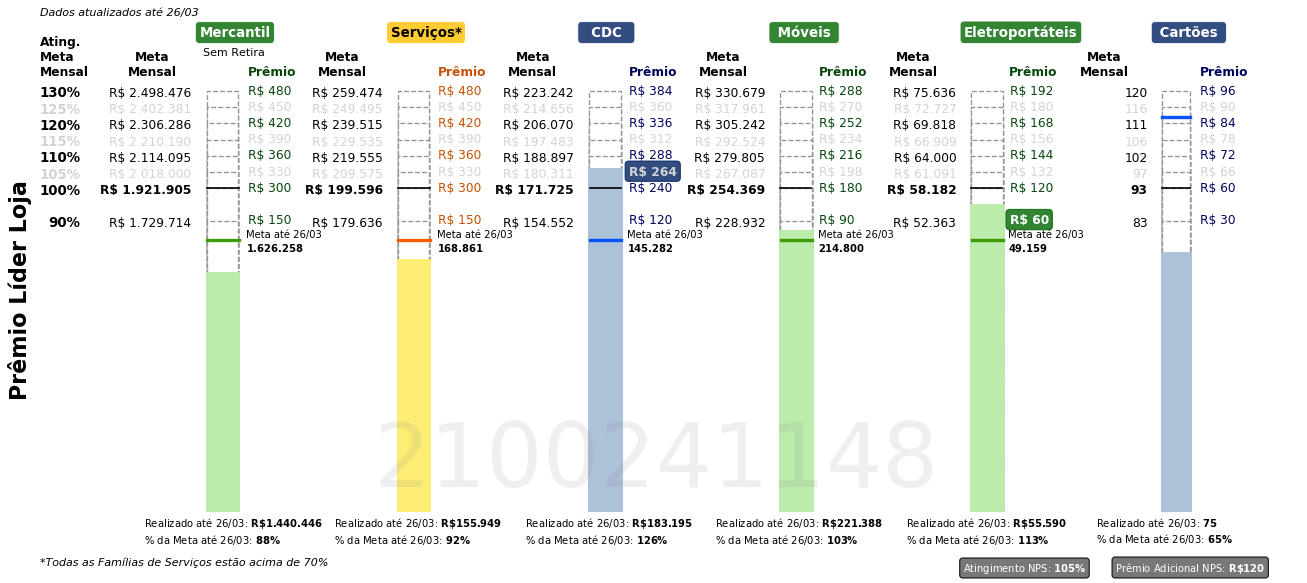 Dados atualizados até 26/03
Mercantil Serviços* CDC Móveis Eletroportáteis Cartões
Sem Retira
Ating. Meta Mensal
Meta Mensal Prêmio Meta Mensal Prêmio Meta Mensal Prêmio Meta Mensal Prêmio Meta Mensal Prêmio Meta Mensal Prêmio
130% R$ 2.498.476 R$ 480 R$ 259.474 R$ 480 R$ 223.242 R$ 384 R$ 330.679 R$ 288 R$ 75.636 R$ 192 120 R$ 96
125% R$ 2.402.381 R$ 450 R$ 249.495 R$ 450 R$ 214.656 R$ 360 R$ 317.961 R$ 270 R$ 72.727 R$ 180 116 R$ 90
120% R$ 2.306.286 R$ 420 R$ 239.515 R$ 420 R$ 206.070 R$ 336 R$ 305.242 R$ 252 R$ 69.818 R$ 168 111 R$ 84
115% R$ 2.210.190 R$ 390 R$ 229.535 R$ 390 R$ 197.483 R$ 312 R$ 292.524 R$ 234 R$ 66.909 R$ 156 106 R$ 78
110% R$ 2.114.095 R$ 360 R$ 219.555 R$ 360 R$ 188.897 R$ 288 R$ 279.805 R$ 216 R$ 64.000 R$ 144 102 R$ 72
105% R$ 2.018.000 R$ 330 R$ 209.575 R$ 330 R$ 180.311 R$ 264 R$ 267.087 R$ 198 R$ 61.091 R$ 132 97 R$ 66
100% R$ 1.921.905 R$ 300 R$ 199.596 R$ 300 R$ 171.725 R$ 240 R$ 254.369 R$ 180 R$ 58.182 R$ 120 93 R$ 60
90% R$ 1.729.714 R$ 150 R$ 179.636 R$ 150 R$ 154.552 R$ 120 R$ 228.932 R$ 90 R$ 52.363 R$ 60 83 R$ 30
Meta até 26/03 Meta até 26/03 Meta até 26/03 Meta até 26/03 Meta até 26/03
1.626.258 168.861 145.282 214.800 49.159
Prêmio Líder Loja
2100241148
Realizado até 26/03: R$1.440.446 Realizado até 26/03: R$155.949 Realizado até 26/03: R$183.195 Realizado até 26/03: R$221.388 Realizado até 26/03: R$55.590 Realizado até 26/03: 75
% da Meta até 26/03: 88% % da Meta até 26/03: 92% % da Meta até 26/03: 126% % da Meta até 26/03: 103% % da Meta até 26/03: 113% % da Meta até 26/03: 65%
*Todas as Famílias de Serviços estão acima de 70%
Atingimento NPS: 105% Prêmio Adicional NPS: R$120